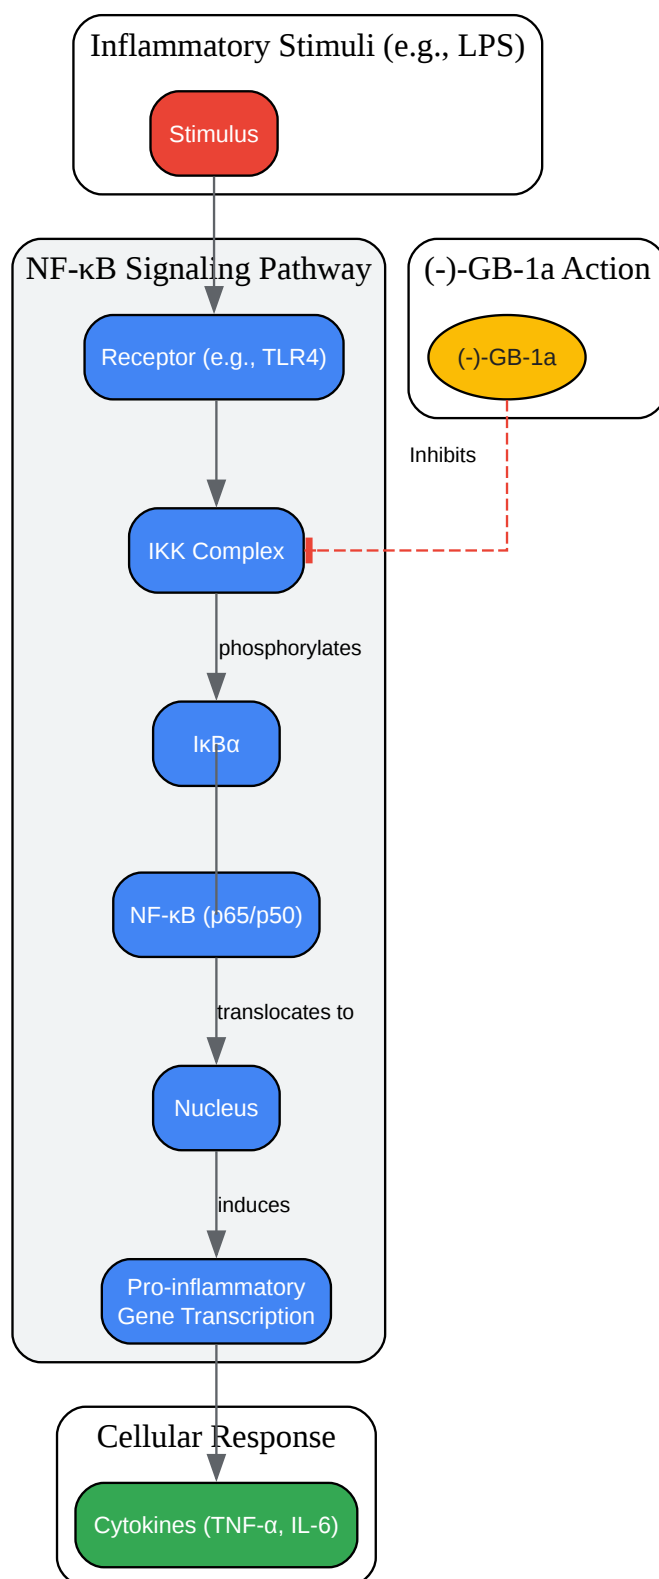 Inflammatory Stimuli (e.g., LPS)
Stimulus
NF-κB Signaling Pathway
(-)-GB-1a Action
Receptor (e.g., TLR4)
(-)-GB-1a
Inhibits
IKK Complex
phosphorylates
IκBα
NF-κB (p65/p50)
translocates to
Nucleus
induces
Pro-inflammatory
Gene Transcription
Cellular Response
Cytokines (TNF-α, IL-6)